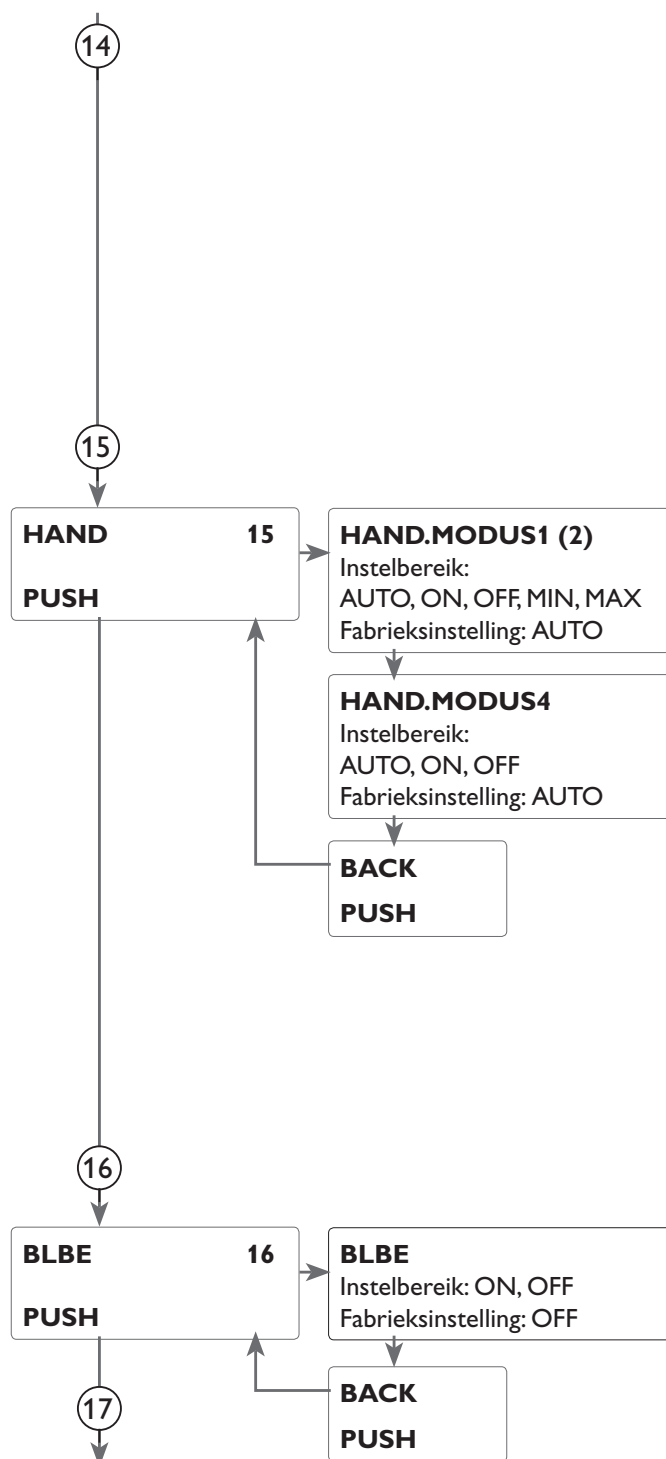 14
15
HAND 15
PUSH
HAND.MODUS1 (2)
Instelbereik:
AUTO, ON, OFF, MIN, MAX
Fabrieksinstelling: AUTO
HAND.MODUS4
Instelbereik:
AUTO, ON, OFF
Fabrieksinstelling: AUTO
BACK
PUSH
16
BLBE 16
PUSH
BLBE
Instelbereik: ON, OFF
Fabrieksinstelling: OFF
BACK
PUSH
17